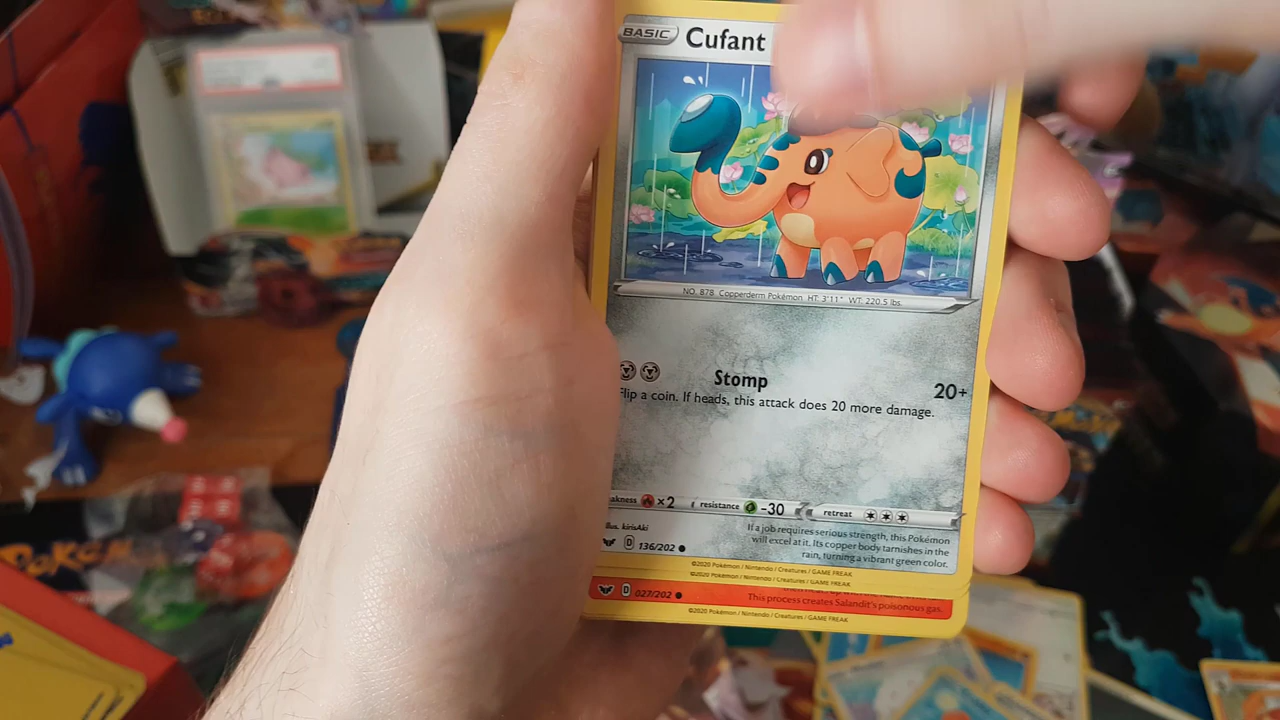 BASIC Cufant
NO. 878 Copperderm Pokémon HT: 3'11" WT: 220.5 lbs.
Stomp 20+
Flip a coin. If heads, this attack does 20 more damage.
akness ×2 resistance -30 retreat
Illus. kirisAki
If a job requires serious strength, this Pokémon
will excel at it. Its copper body tarnishes in the
rain, turning a vibrant green color.
D 136/202
©2020 Pokémon / Nintendo / Creatures / GAME FREAK
©2020 Pokémon / Nintendo / Creatures / GAME FREAK
D 027/202 This process creates Salandit's poisonous gas.
©2020 Pokémon / Nintendo / Creatures / GAME FREAK
POKÉMON